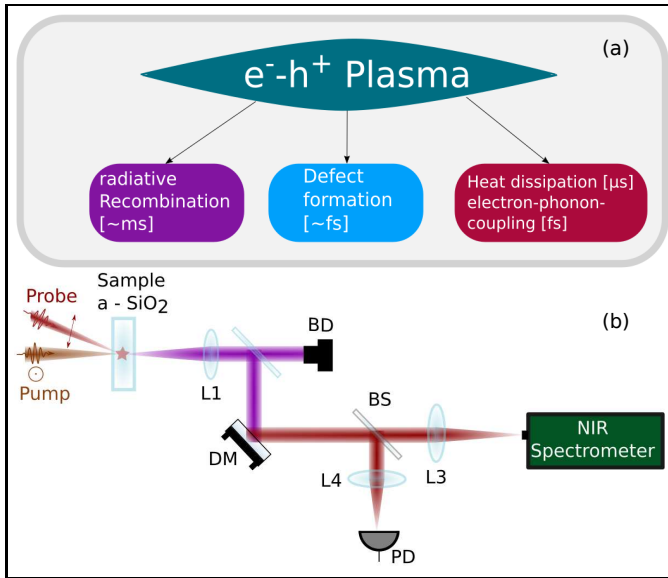 (a)
e⁻-h⁺ Plasma
radiative
Recombination
[~ms]
Defect
formation
[~fs]
Heat dissipation [µs]
electron-phonon-
coupling [fs]
Sample
a - SiO₂
(b)
Probe
Pump
BD
L1
DM
BS
L4
L3
PD
NIR
Spectrometer